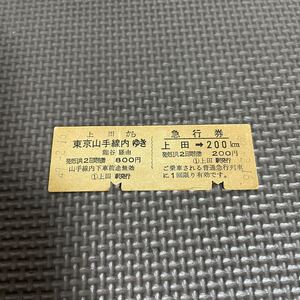 上田から
東京山手線内ゆき
熊谷 経由
発売日共2日間有効 800円
山手線内下車前途無効
①上田 駅発行
急行券
上田→200km
発売日共2日間有効 200円
ご乗車される普通急行列車
に1回限り有効です。
①上田 駅発行